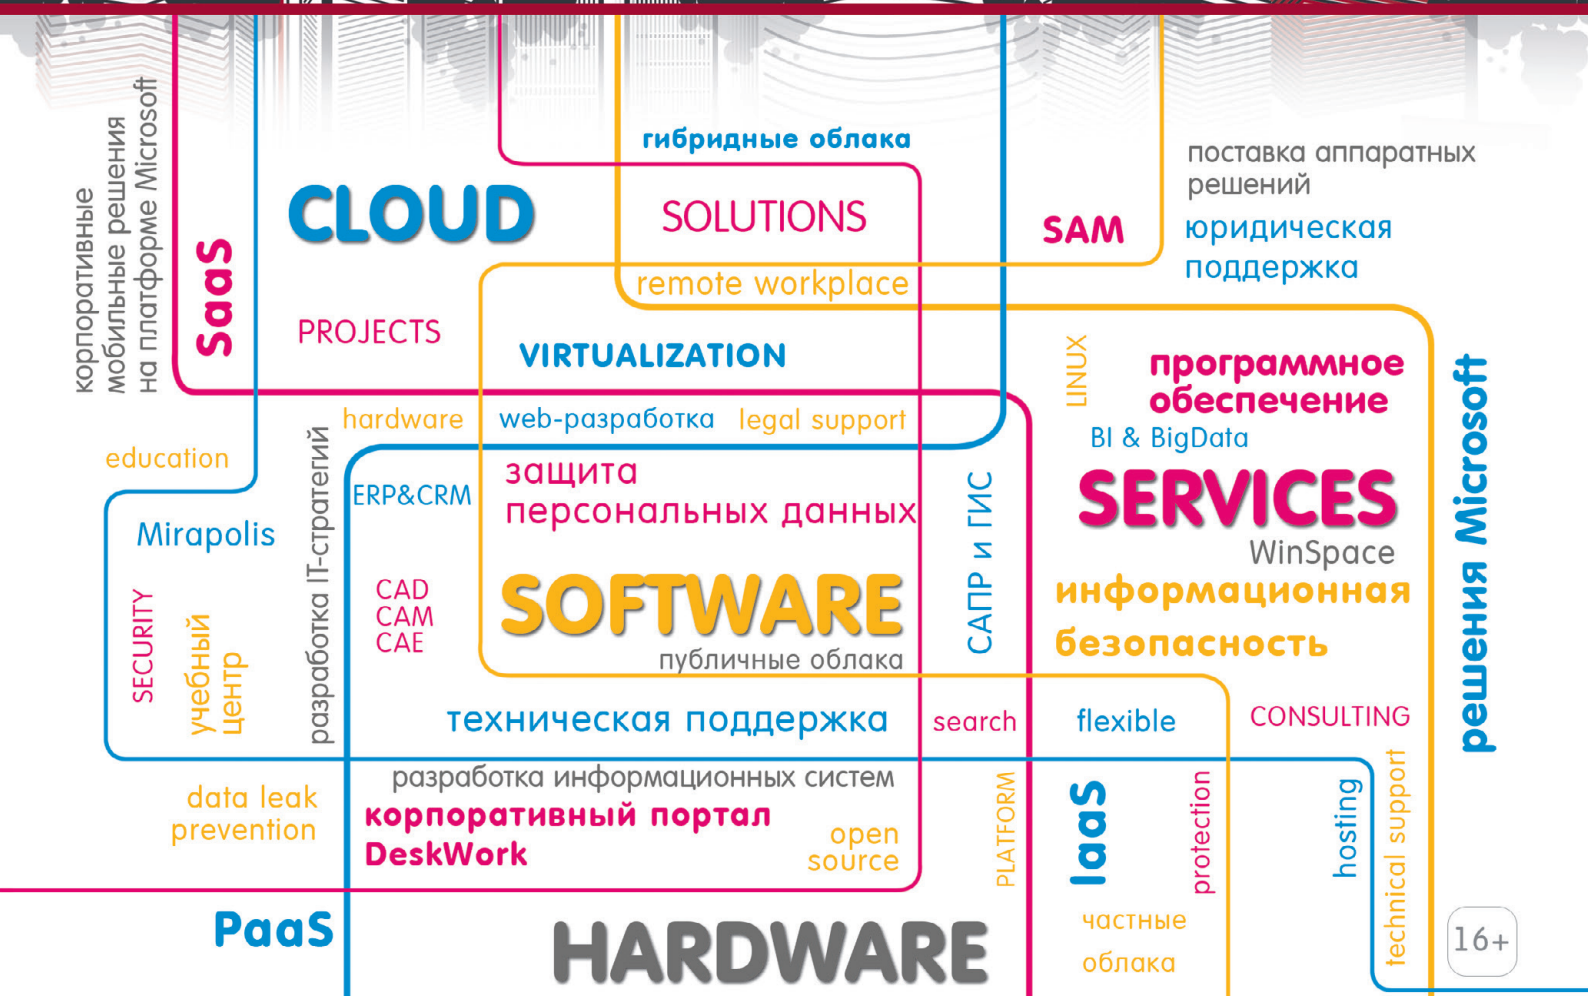 гибридные облака
поставка аппаратных
решений
корпоративные
мобильные решения
на платформе Microsoft
SaaS
CLOUD
SOLUTIONS
SAM
юридическая
поддержка
remote workplace
PROJECTS
VIRTUALIZATION
LINUX
программное
обеспечение
решения Microsoft
hardware
web-разработка
legal support
BI & BigData
education
разработка IT-стратегий
ERP&CRM
защита
персональных данных
САПР и ГИС
SERVICES
WinSpace
Mirapolis
SECURITY
учебный
центр
CAD
CAM
CAE
SOFTWARE
публичные облака
информационная
безопасность
техническая поддержка
search
flexible
CONSULTING
разработка информационных систем
data leak
prevention
корпоративный портал
DeskWork
open
source
PLATFORM
IaaS
protection
hosting
technical support
PaaS
HARDWARE
частные
облака
16+